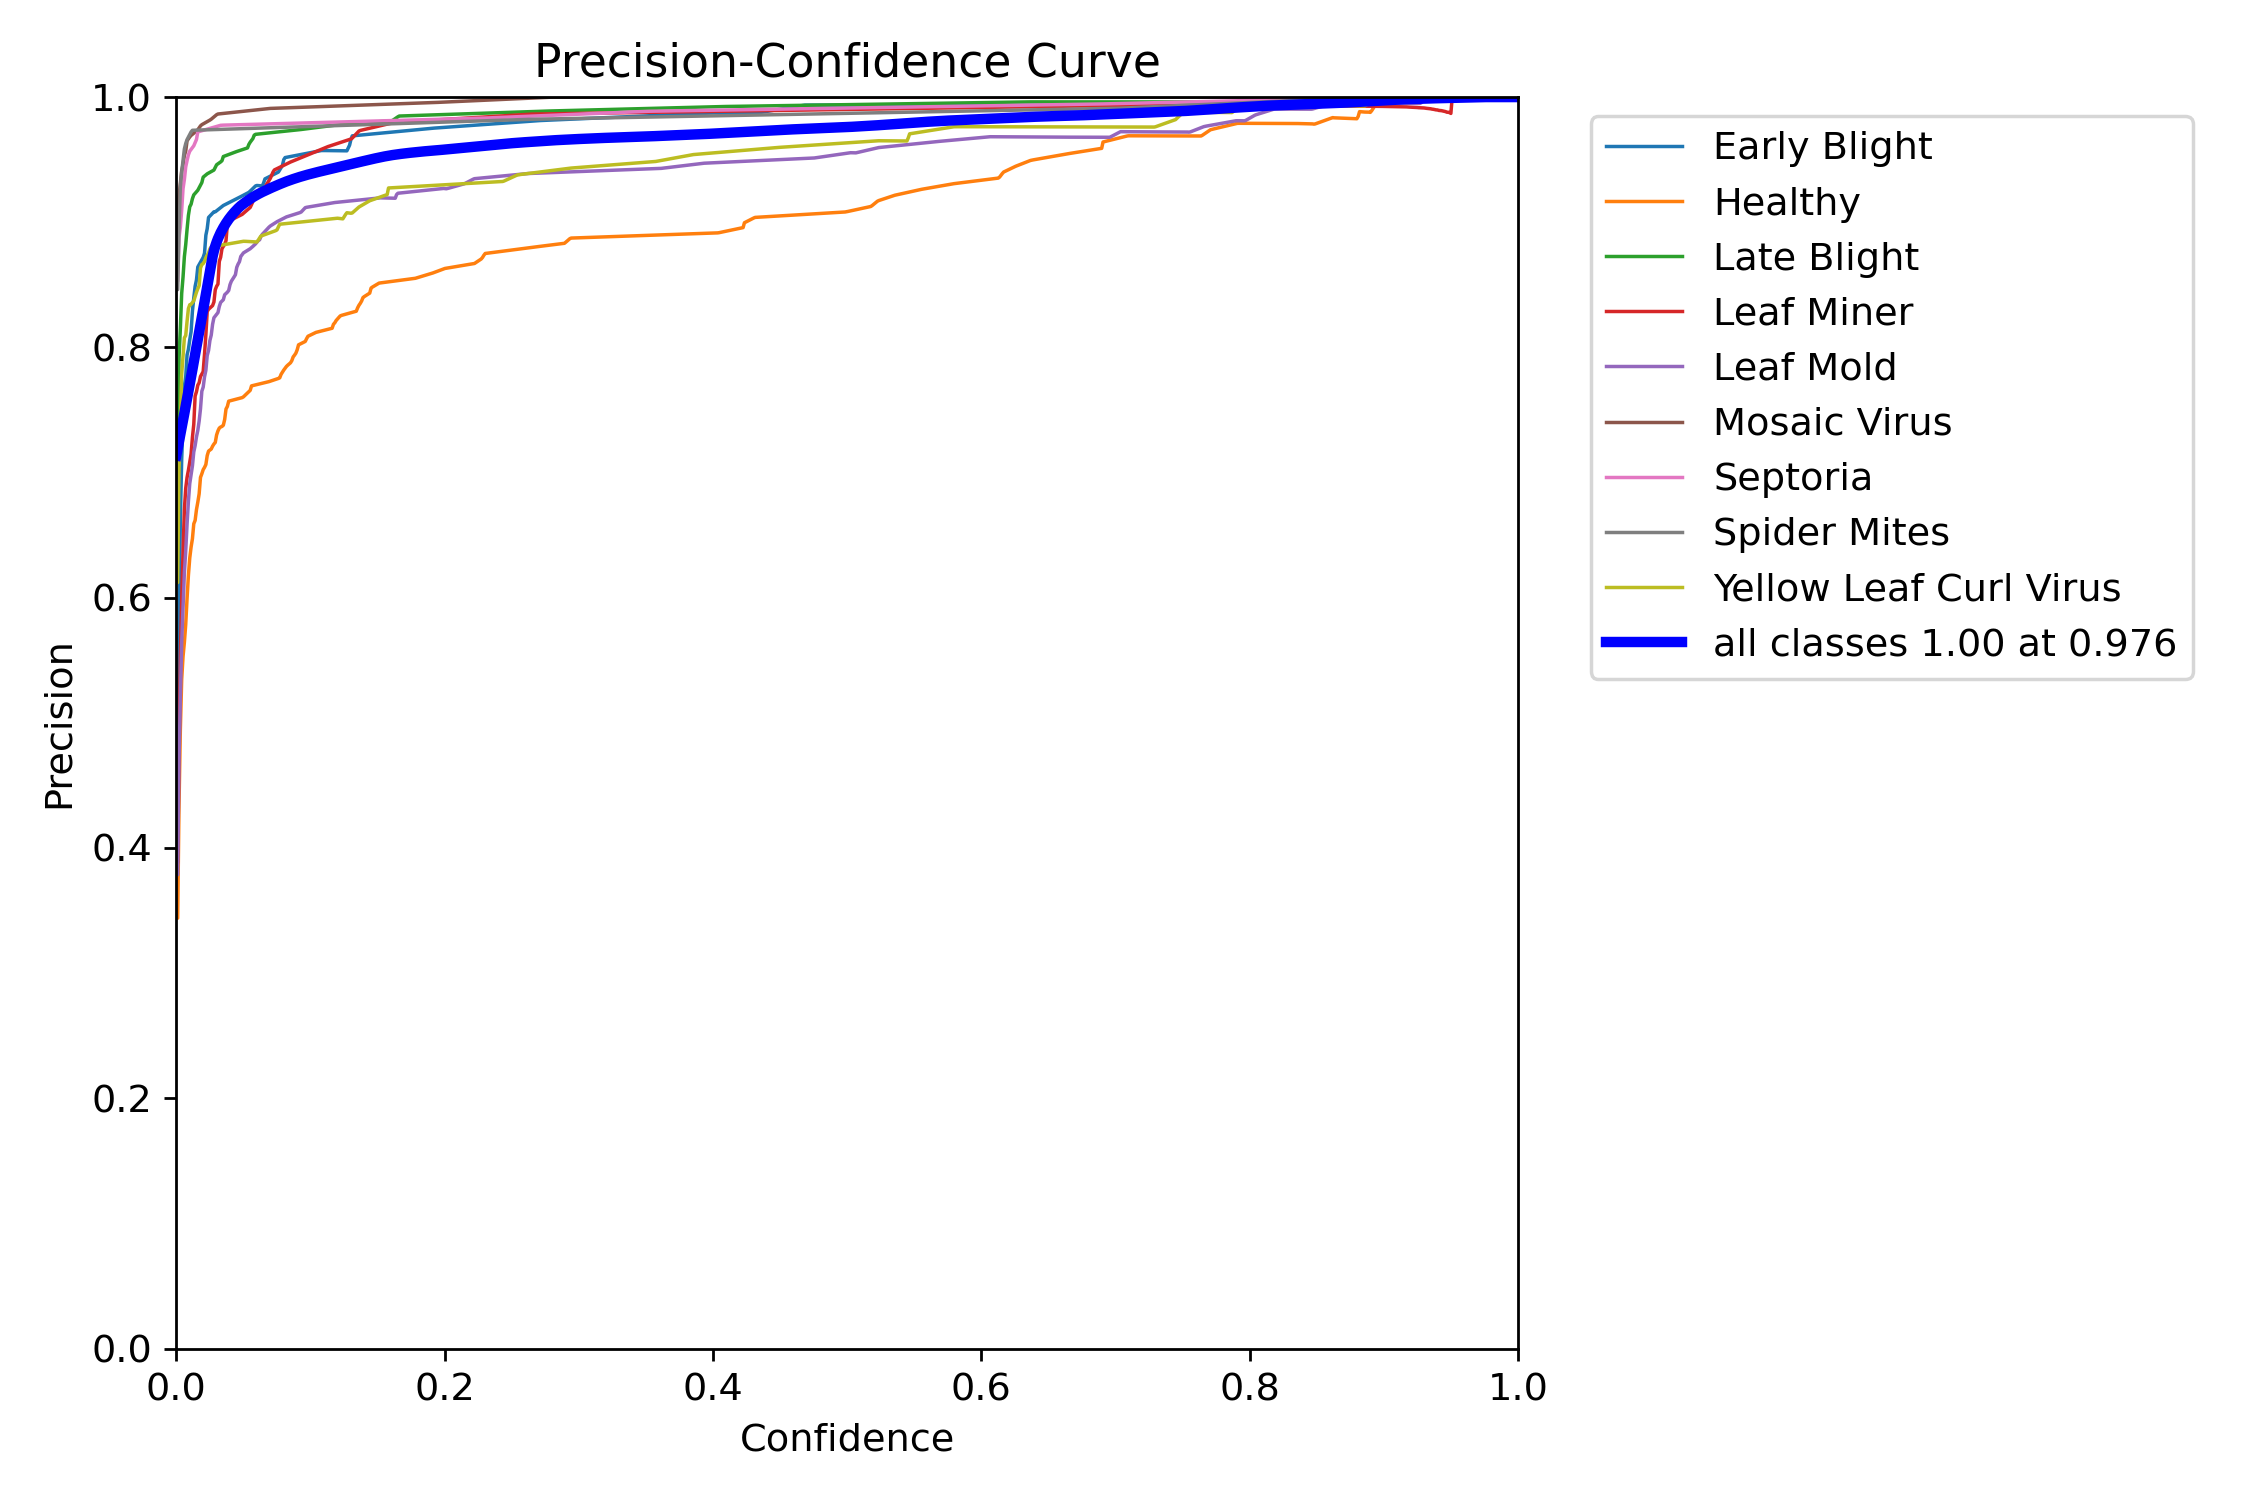 Precision-Confidence Curve
1.0
0.8
0.6
0.4
0.2
0.0
Precision
0.0 0.2 0.4 0.6 0.8 1.0
Confidence
Early Blight
Healthy
Late Blight
Leaf Miner
Leaf Mold
Mosaic Virus
Septoria
Spider Mites
Yellow Leaf Curl Virus
all classes 1.00 at 0.976